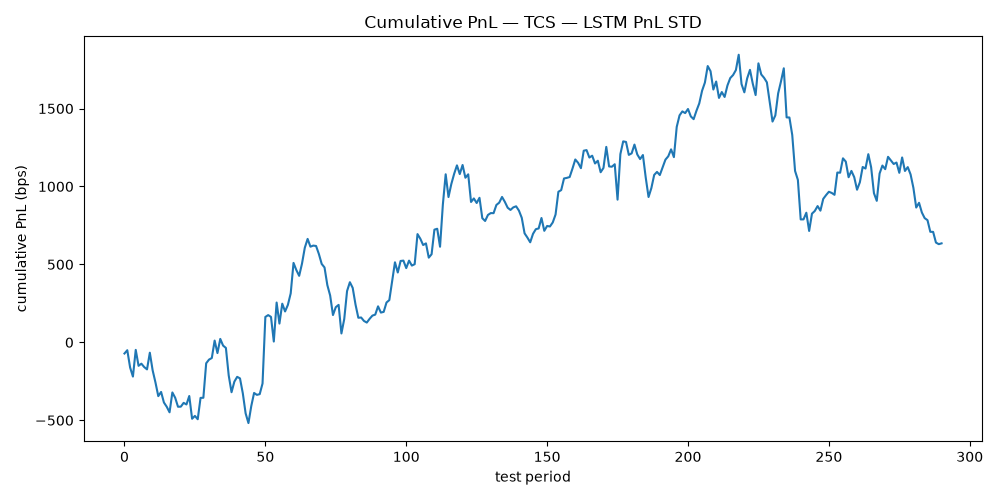 Cumulative PnL — TCS — LSTM PnL STD
cumulative PnL (bps)
1500
1000
500
0
−500
0 50 100 150 200 250 300
test period